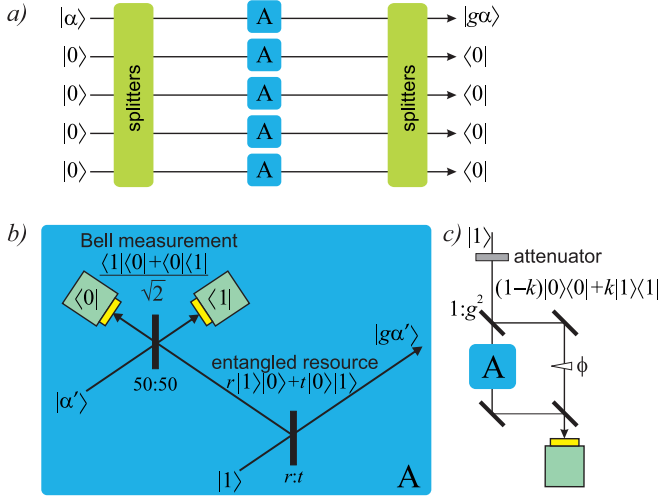 a)
|α⟩ A |gα⟩
|0⟩ A ⟨0|
|0⟩ splitters A splitters ⟨0|
|0⟩ A ⟨0|
|0⟩ A ⟨0|
b)
Bell measurement
⟨1|⟨0|+⟨0|⟨1|
√2
⟨0| ⟨1|
|gα'⟩
entangled resource
50:50 r|1⟩|0⟩+t|0⟩|1⟩
|α'⟩
|1⟩ r:t A
c) |1⟩
attenuator
(1–k)|0⟩⟨0|+k|1⟩⟨1|
1:g²
A ϕ